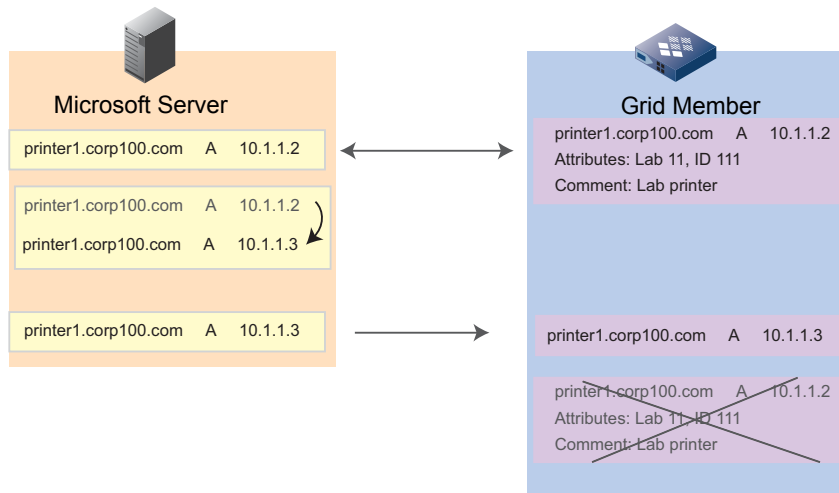 Microsoft Server
printer1.corp100.com A 10.1.1.2
printer1.corp100.com A 10.1.1.2
printer1.corp100.com A 10.1.1.3
printer1.corp100.com A 10.1.1.3
Grid Member
printer1.corp100.com A 10.1.1.2
Attributes: Lab 11, ID 111
Comment: Lab printer
printer1.corp100.com A 10.1.1.3
printer1.corp100.com A 10.1.1.2
Attributes: Lab 11, ID 111
Comment: Lab printer